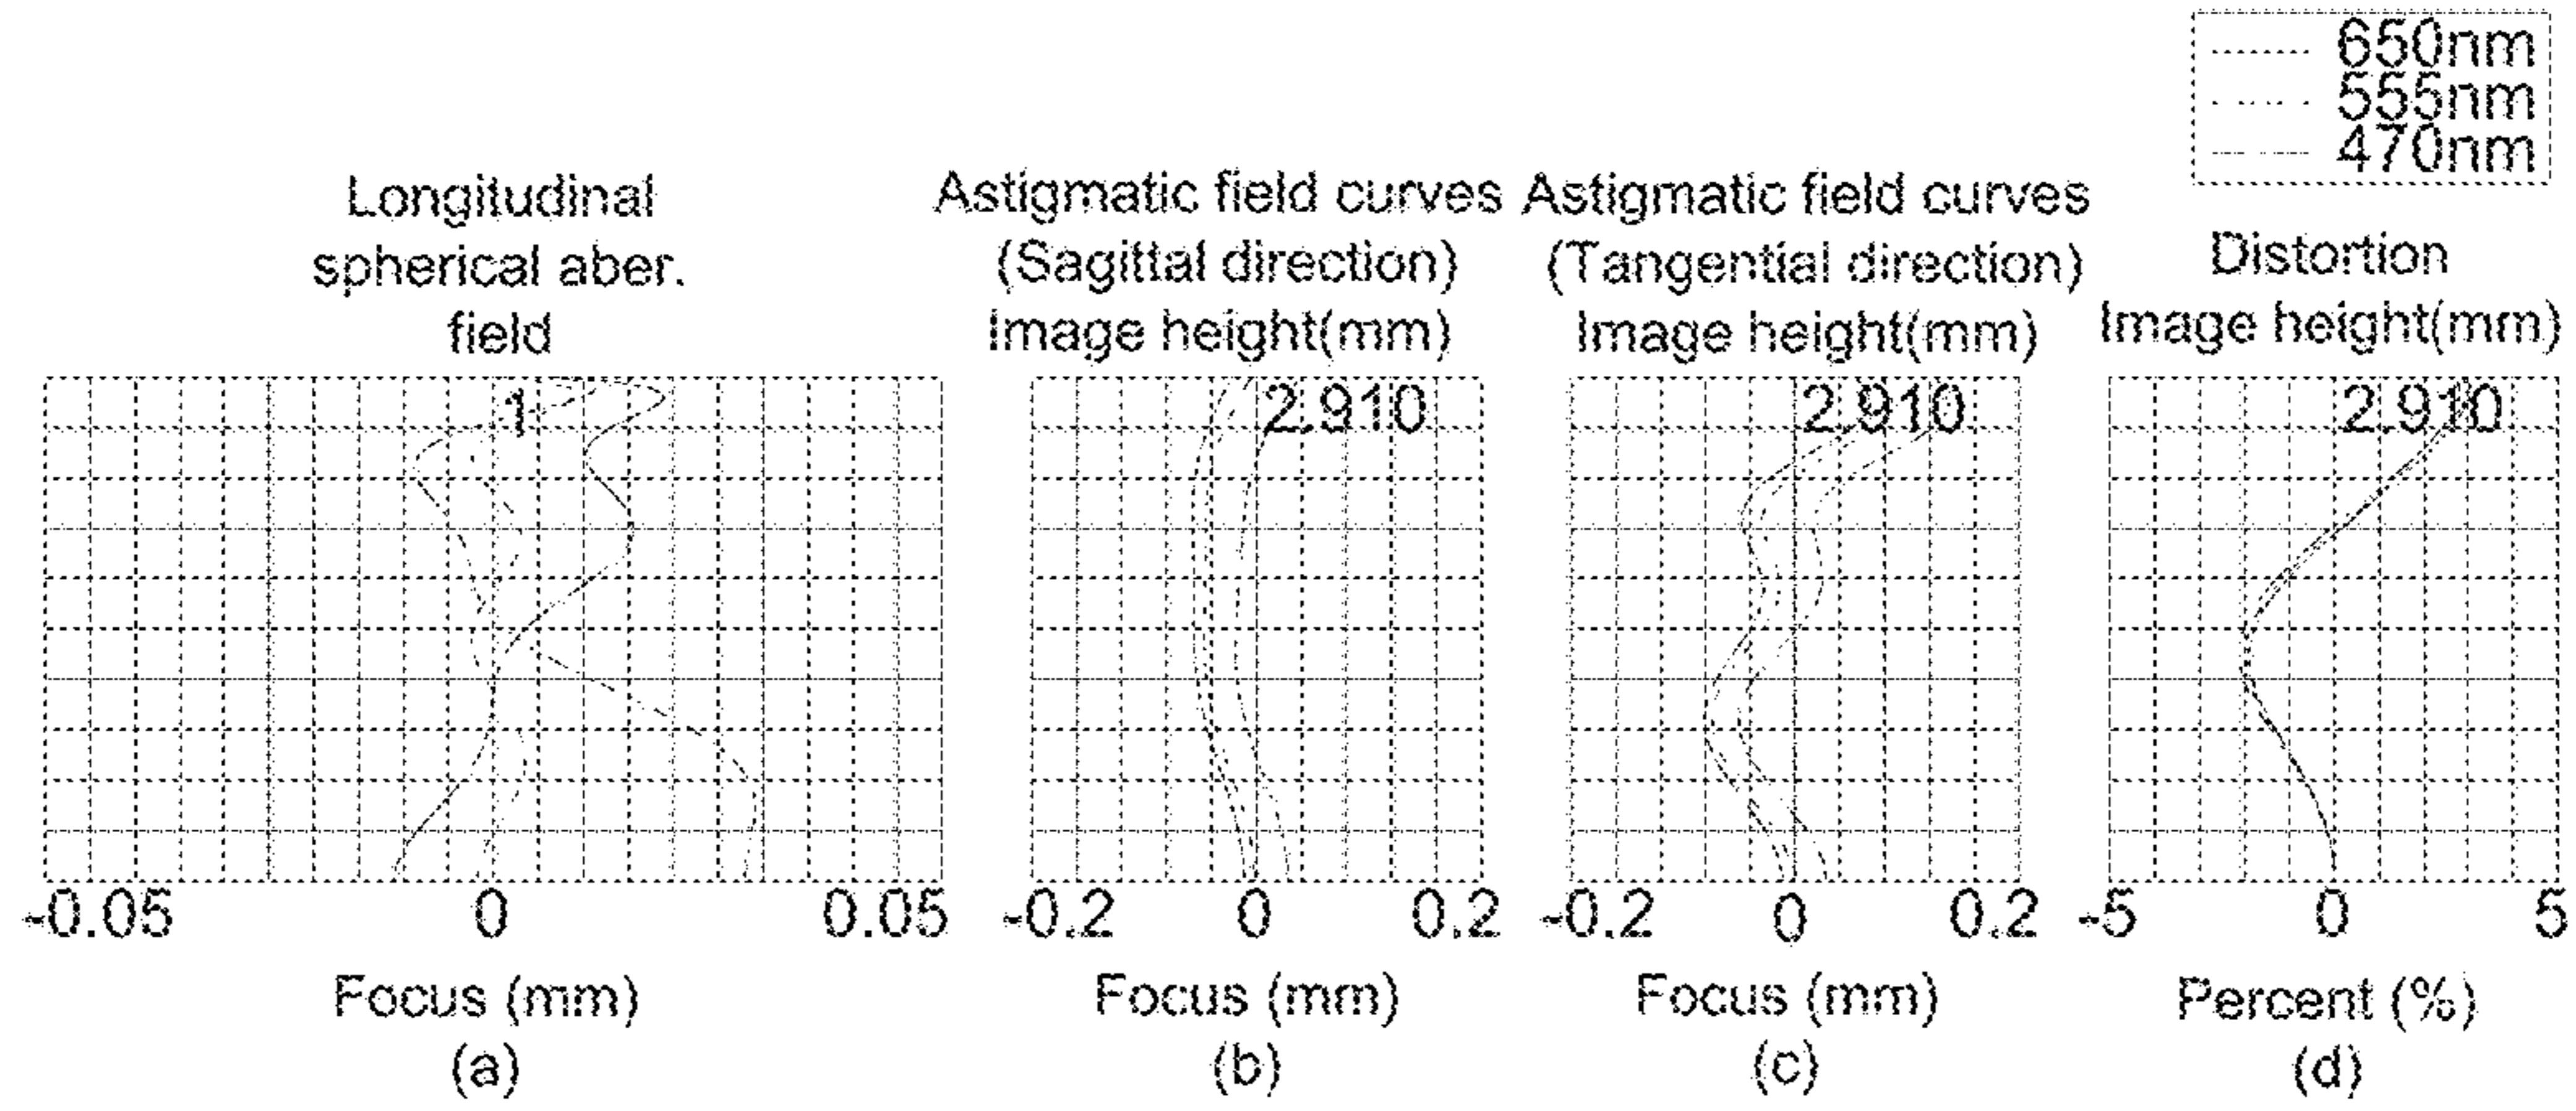 650nm
555nm
470nm
Longitudinal
spherical aber.
field
Astigmatic field curves
(Sagittal direction)
Image height(mm)
Astigmatic field curves
(Tangential direction)
Image height(mm)
Distortion
Image height(mm)
1
2.910
2.910
2.910
-0.05 0 0.05
-0.2 0 0.2
-0.2 0 0.2
-5 0 5
Focus (mm)
Focus (mm)
Focus (mm)
Percent (%)
(a)
(b)
(c)
(d)